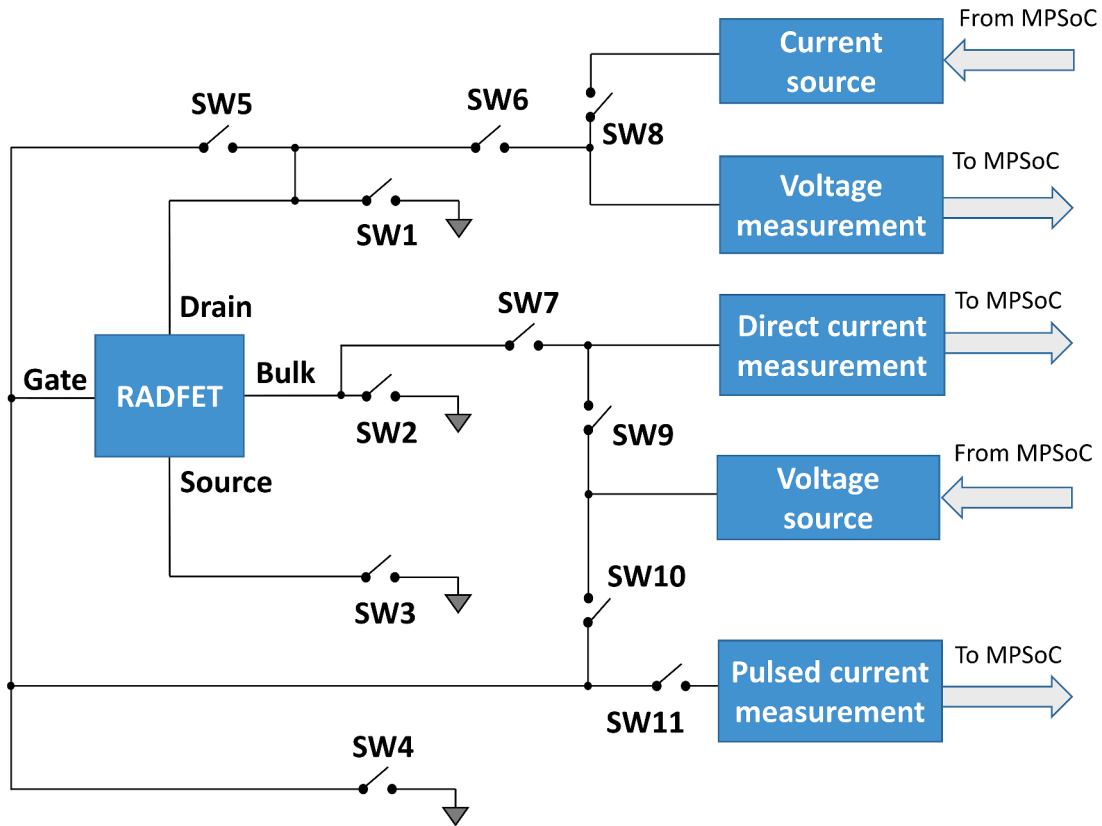 From MPSoC
Current
source
SW5
SW6
SW8
To MPSoC
Voltage
measurement
SW1
Drain
SW7
To MPSoC
Direct current
measurement
Gate
RADFET
Bulk
SW2
SW9
From MPSoC
Source
Voltage
source
SW10
SW3
To MPSoC
Pulsed current
measurement
SW11
SW4